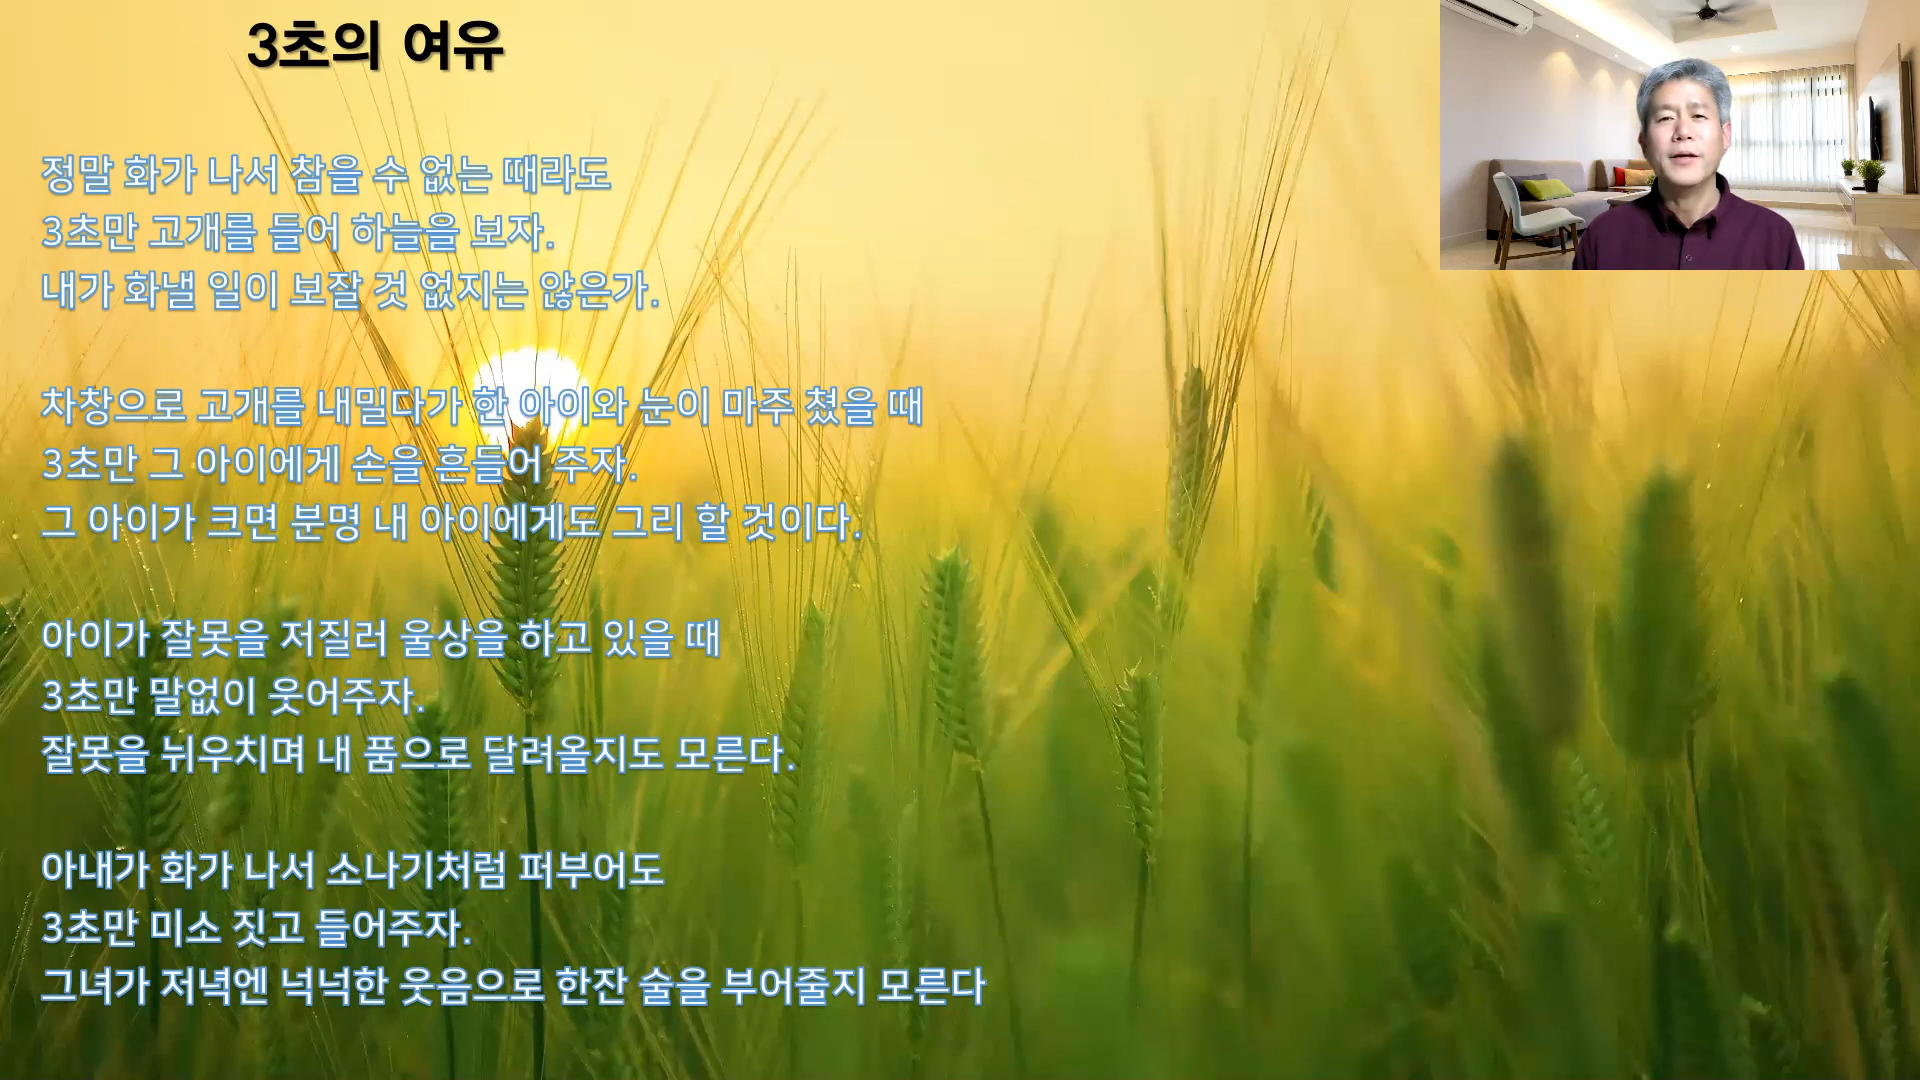 3초의 여유
정말 화가 나서 참을 수 없는 때라도
3초만 고개를 들어 하늘을 보자.
내가 화낼 일이 보잘 것 없지는 않은가.
차창으로 고개를 내밀다가 한 아이와 눈이 마주 쳤을 때
3초만 그 아이에게 손을 흔들어 주자.
그 아이가 크면 분명 내 아이에게도 그리 할 것이다.
아이가 잘못을 저질러 울상을 하고 있을 때
3초만 말없이 웃어주자.
잘못을 뉘우치며 내 품으로 달려올지도 모른다.
아내가 화가 나서 소나기처럼 퍼부어도
3초만 미소 짓고 들어주자.
그녀가 저녁엔 넉넉한 웃음으로 한잔 술을 부어줄지 모른다